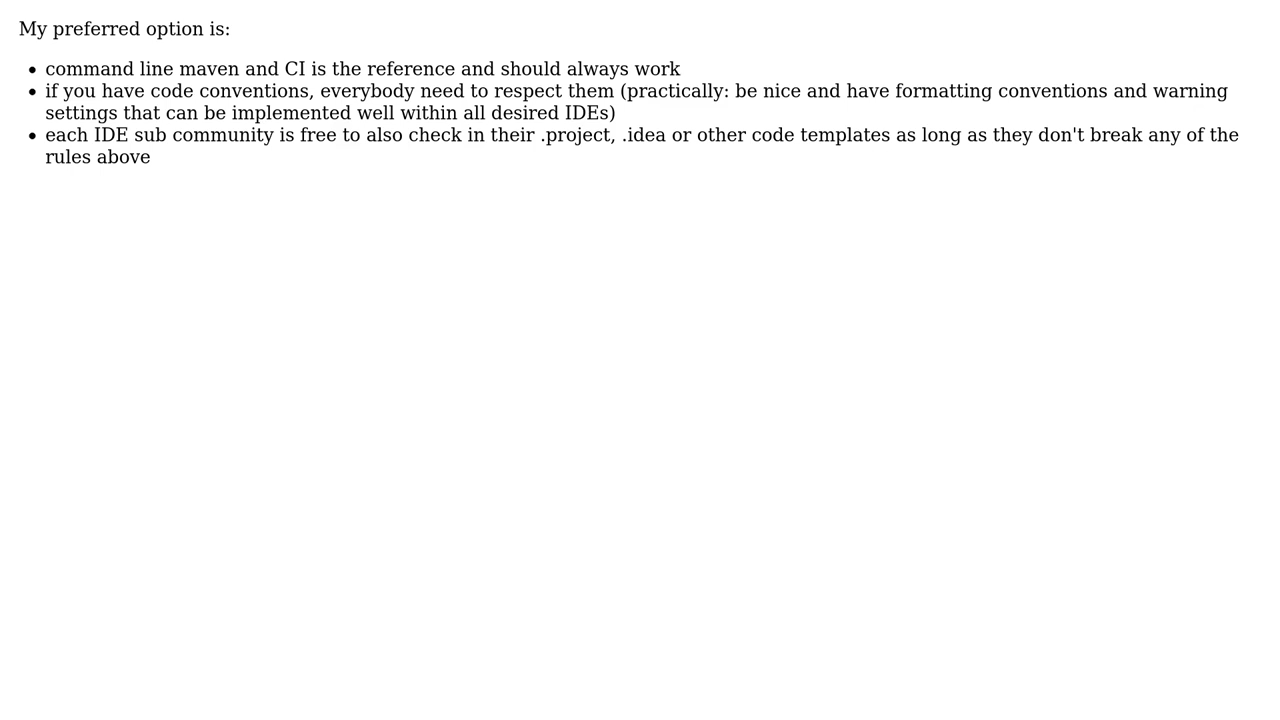 My preferred option is:
• command line maven and CI is the reference and should always work
• if you have code conventions, everybody need to respect them (practically: be nice and have formatting conventions and warning
settings that can be implemented well within all desired IDEs)
• each IDE sub community is free to also check in their .project, .idea or other code templates as long as they don't break any of the
rules above